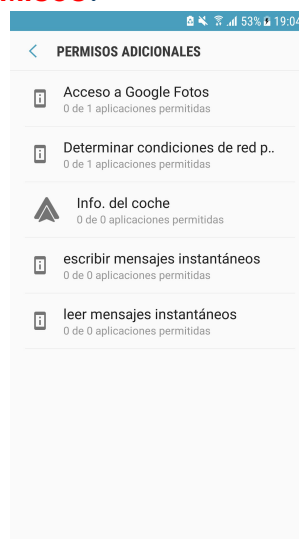 53% 19:04
PERMISOS ADICIONALES
Acceso a Google Fotos
0 de 1 aplicaciones permitidas
Determinar condiciones de red p..
0 de 1 aplicaciones permitidas
Info. del coche
0 de 0 aplicaciones permitidas
escribir mensajes instantáneos
0 de 0 aplicaciones permitidas
leer mensajes instantáneos
0 de 0 aplicaciones permitidas